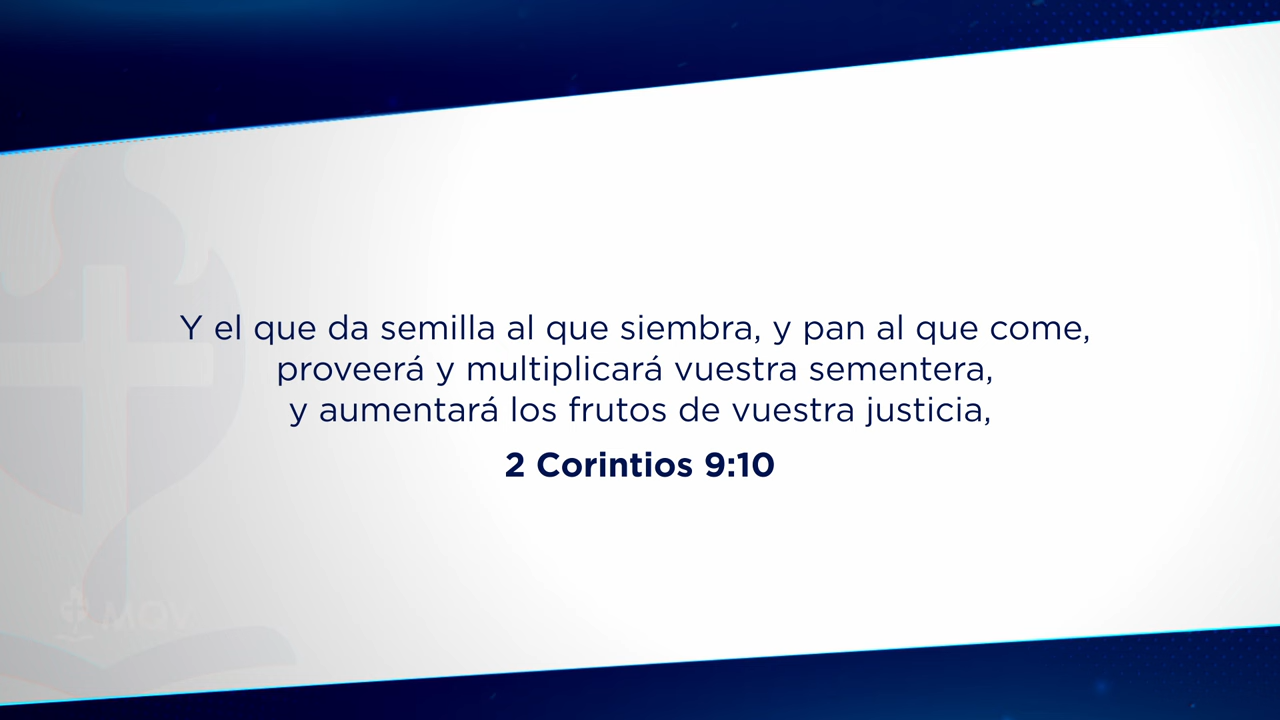 Y el que da semilla al que siembra, y pan al que come,
proveerá y multiplicará vuestra sementera,
y aumentará los frutos de vuestra justicia,
2 Corintios 9:10